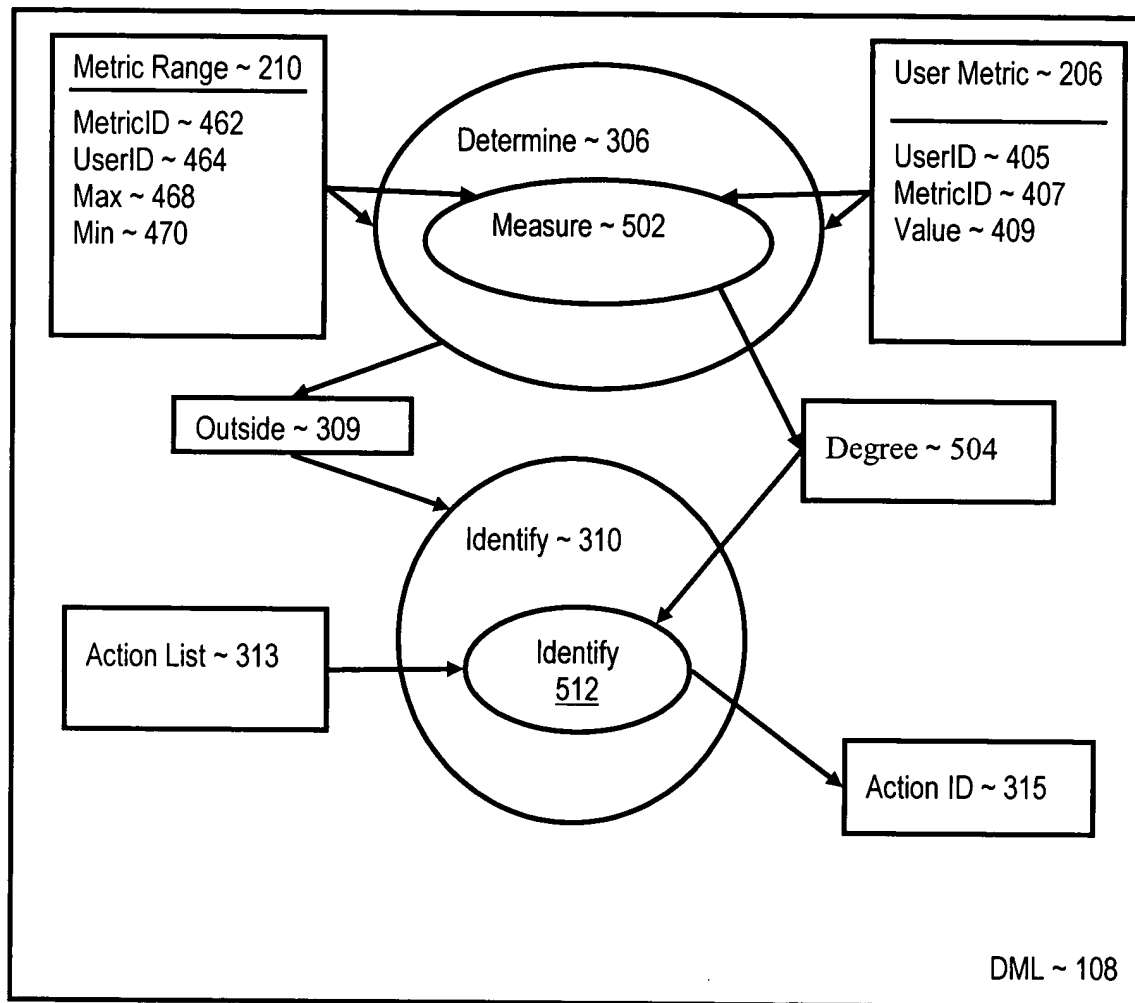 Metric Range ~ 210
MetricID ~ 462
UserID ~ 464
Max ~ 468
Min ~ 470
Determine ~ 306
Measure ~ 502
User Metric ~ 206
UserID ~ 405
MetricID ~ 407
Value ~ 409
Outside ~ 309
Degree ~ 504
Identify ~ 310
Action List ~ 313
Identify
512
Action ID ~ 315
DML ~ 108